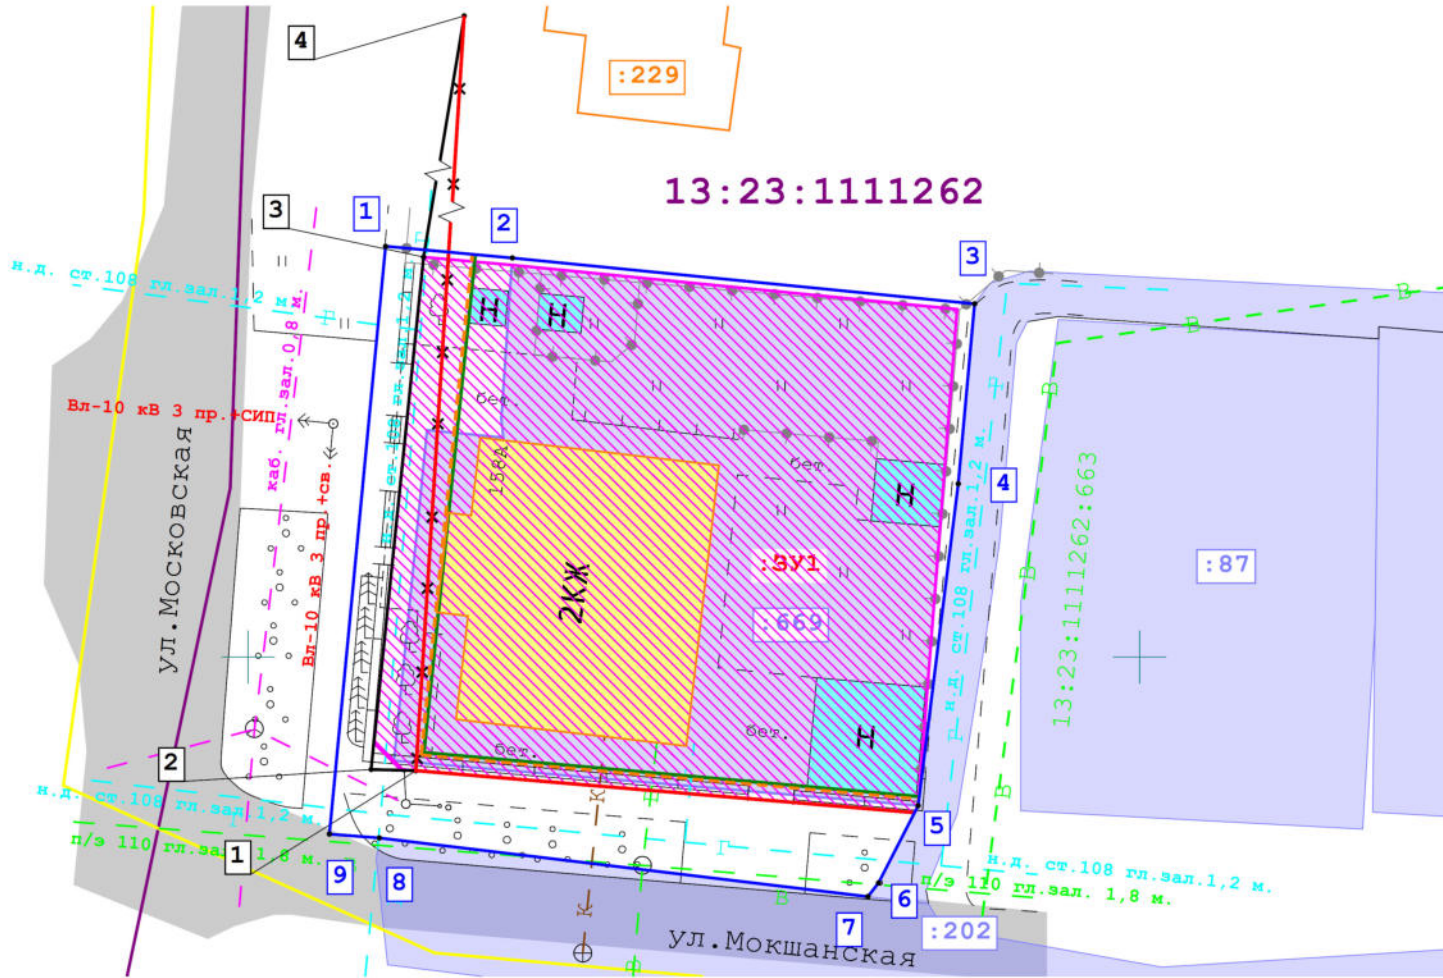 4
:229
13:23:1111262
3
1
2
3
н.д. ст.108 гл.зал.1,2 м.
Г
В
В
каб. гл.зал.0,8 м.
Вл-10 кВ 3 пр.+СИП
Вл-10 кВ 3 пр.+св.
ул.Московская
н.д. ст.108 гл.зал.1,2 м.
Н
Н
бет.
158А
бет.
Н
4
В
Г
н.д. ст.108 гл.зал.1,2 м.
13:23:1111262:663
:87
2КЖ
:ЗУ1
:669
В
Н
бет.
бет.
2
н.д. ст.108 гл.зал 1,2 м.
п/э 110 гл.зал 1,8 м.
К
В
5
1
9
8
Г
н.д. ст.108 гл.зал.1,2 м.
п/э 110 гл.зал. 1,8 м.
6
7
:202
К
В
ул.Мокшанская
В